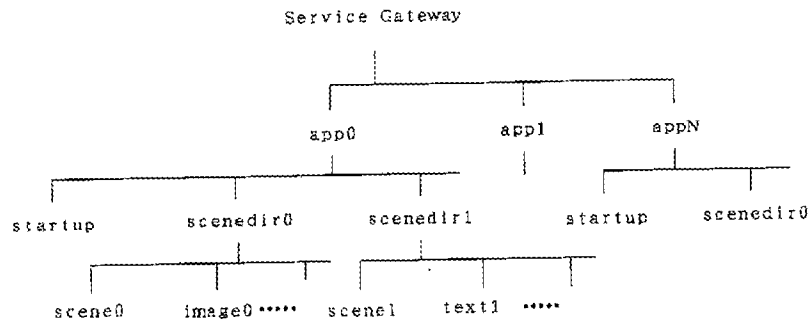 Service Gateway
app0 app1 appN
startup scenedir0 scenedir1 startup scenedir0
scene0 image0 ••••• scene1 text1 •••••